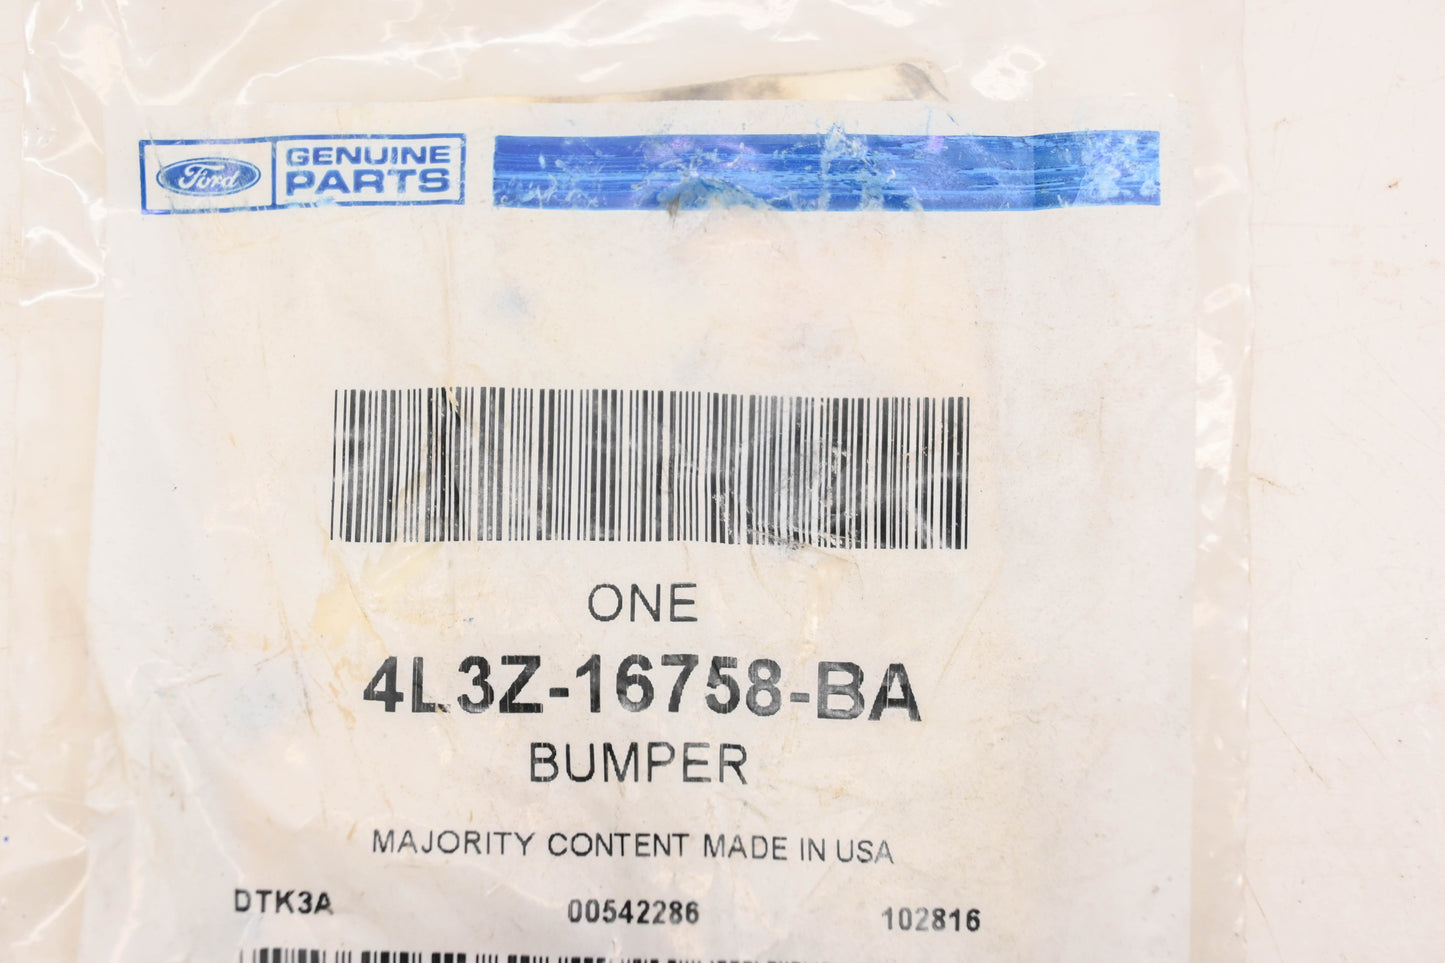 Ford GENUINE
PARTS
ONE
4L3Z-16758-BA
BUMPER
MAJORITY CONTENT MADE IN USA
DTK3A 00542286 102816